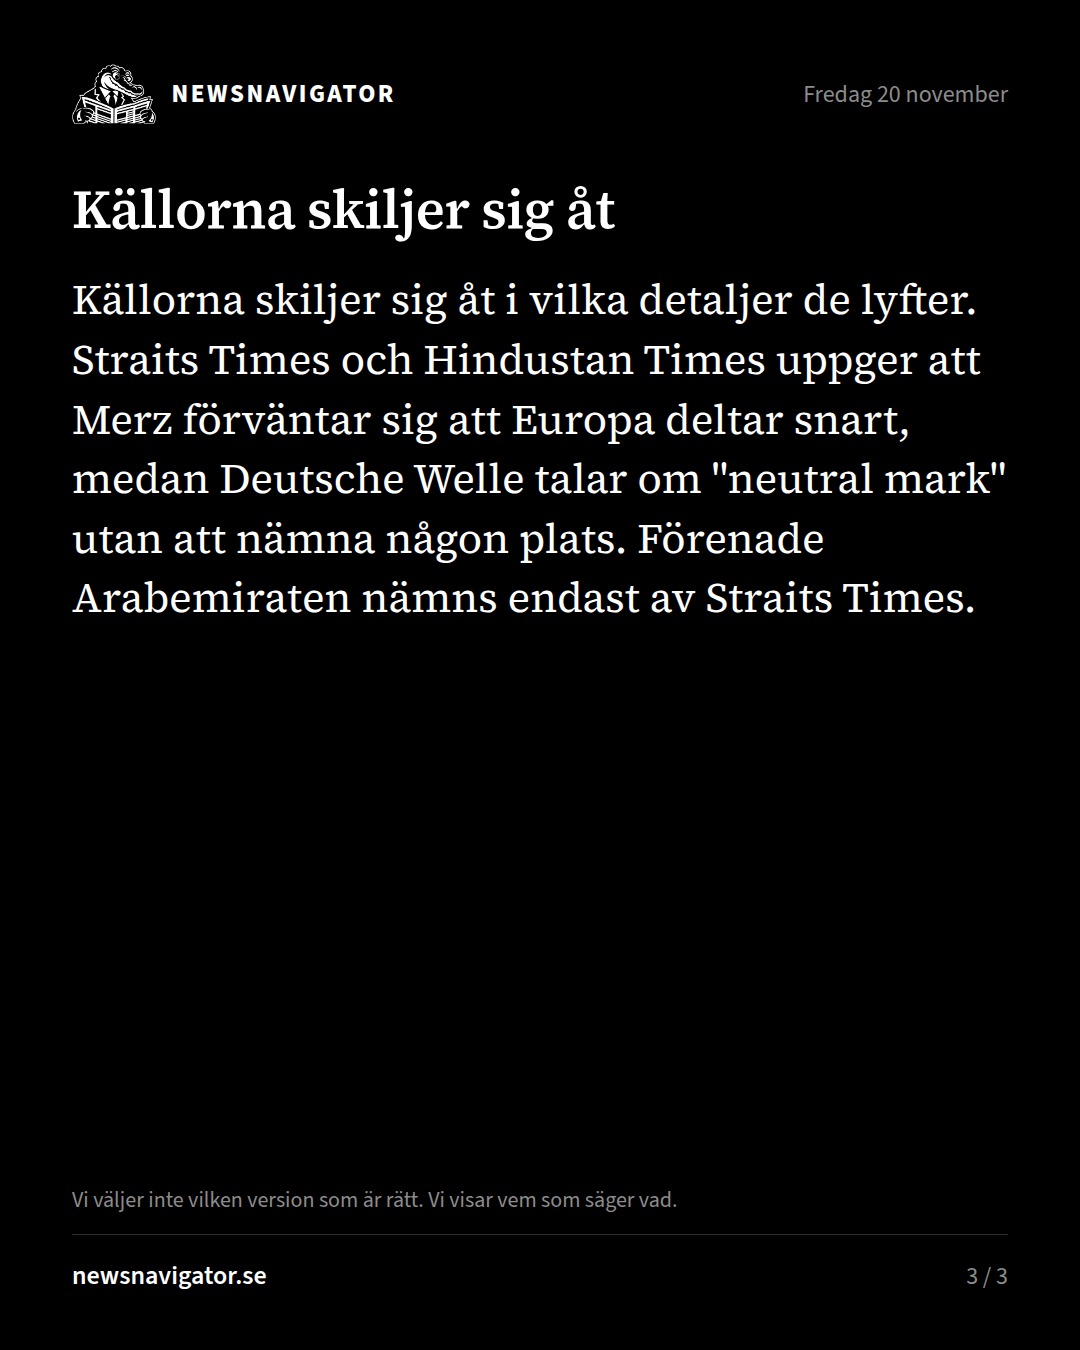 NEWSNAVIGATOR
Fredag 20 november
Källorna skiljer sig åt
Källorna skiljer sig åt i vilka detaljer de lyfter.
Straits Times och Hindustan Times uppger att
Merz förväntar sig att Europa deltar snart,
medan Deutsche Welle talar om "neutral mark"
utan att nämna någon plats. Förenade
Arabemiraten nämns endast av Straits Times.
Vi väljer inte vilken version som är rätt. Vi visar vem som säger vad.
newsnavigator.se
3 / 3